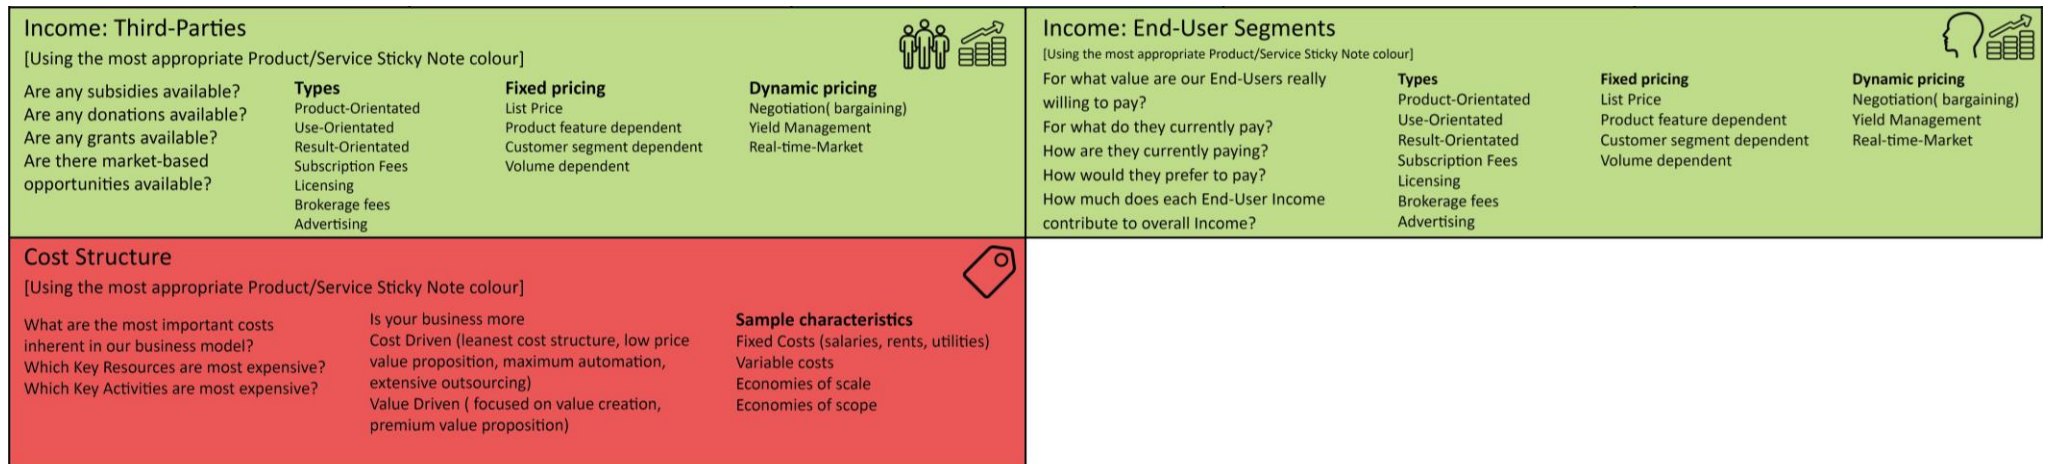 Income: Third-Parties
[Using the most appropriate Product/Service Sticky Note colour]
Are any subsidies available?
Are any donations available?
Are any grants available?
Are there market-based
opportunities available?
Types
Product-Orientated
Use-Orientated
Result-Orientated
Subscription Fees
Licensing
Brokerage fees
Advertising
Fixed pricing
List Price
Product feature dependent
Customer segment dependent
Volume dependent
Dynamic pricing
Negotiation( bargaining)
Yield Management
Real-time-Market
Income: End-User Segments
[Using the most appropriate Product/Service Sticky Note colour]
For what value are our End-Users really
willing to pay?
For what do they currently pay?
How are they currently paying?
How would they prefer to pay?
How much does each End-User Income
contribute to overall Income?
Types
Product-Orientated
Use-Orientated
Result-Orientated
Subscription Fees
Licensing
Brokerage fees
Advertising
Fixed pricing
List Price
Product feature dependent
Customer segment dependent
Volume dependent
Dynamic pricing
Negotiation( bargaining)
Yield Management
Real-time-Market
Cost Structure
[Using the most appropriate Product/Service Sticky Note colour]
What are the most important costs
inherent in our business model?
Which Key Resources are most expensive?
Which Key Activities are most expensive?
Is your business more
Cost Driven (leanest cost structure, low price
value proposition, maximum automation,
extensive outsourcing)
Value Driven ( focused on value creation,
premium value proposition)
Sample characteristics
Fixed Costs (salaries, rents, utilities)
Variable costs
Economies of scale
Economies of scope